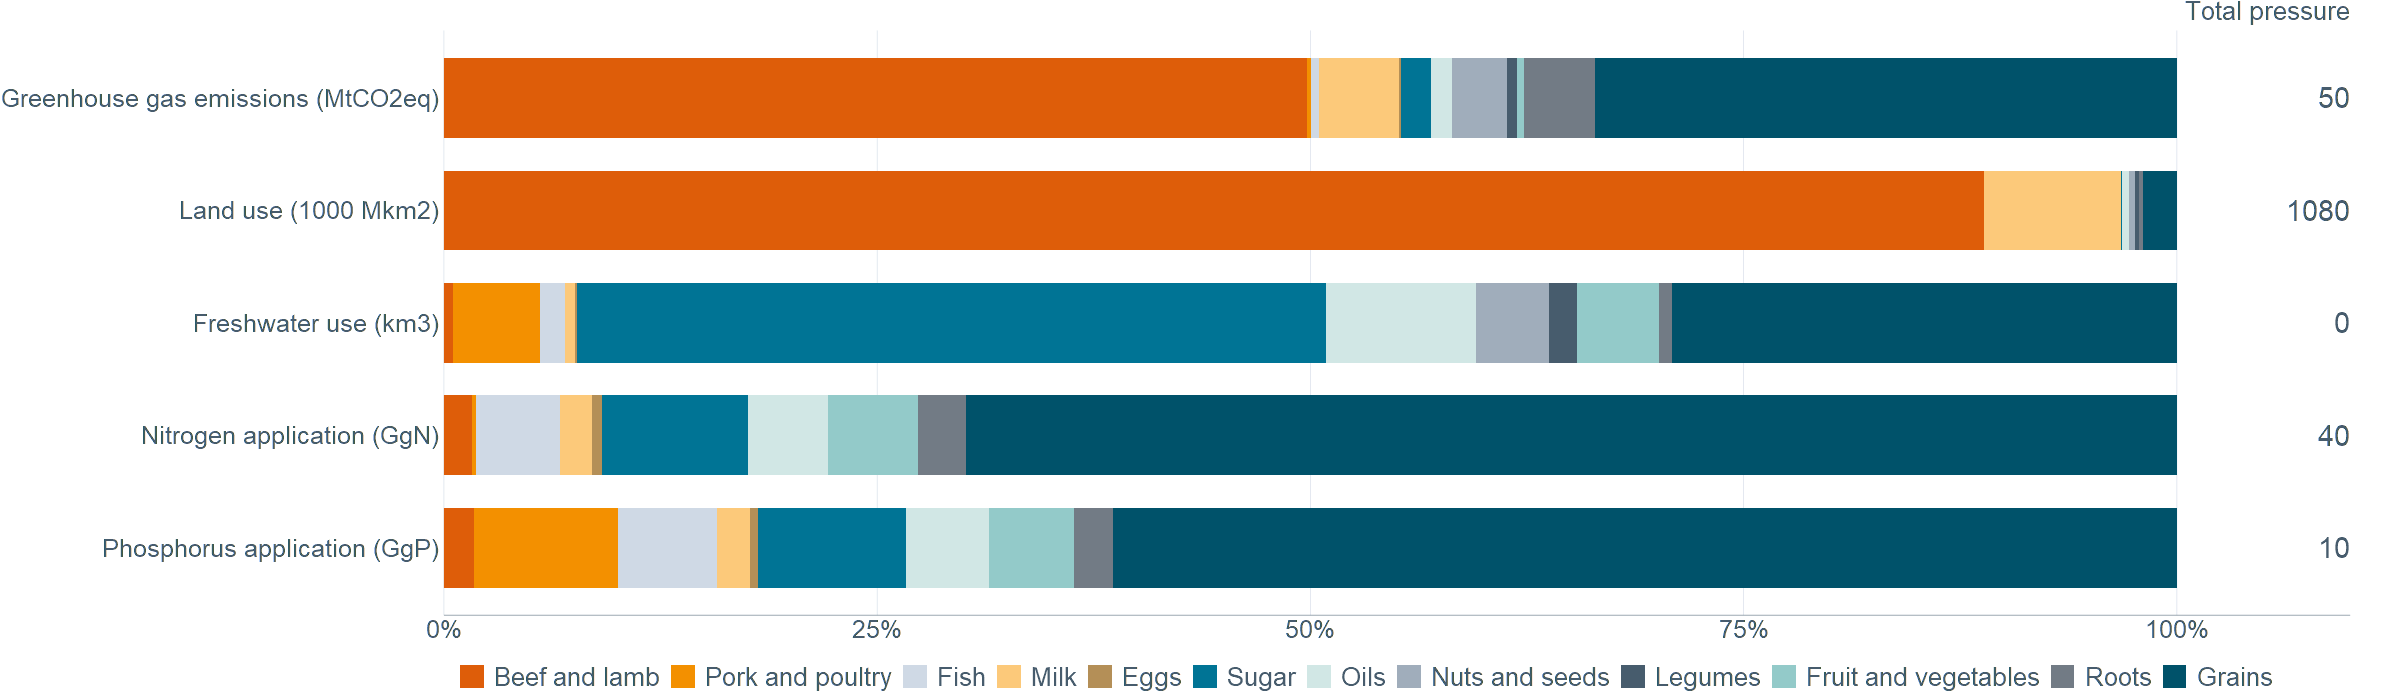 Total pressure
Greenhouse gas emissions (MtCO2eq) 50
Land use (1000 Mkm2) 1080
Freshwater use (km3) 0
Nitrogen application (GgN) 40
Phosphorus application (GgP) 10
0% 25% 50% 75% 100%
Beef and lamb Pork and poultry Fish Milk Eggs Sugar Oils Nuts and seeds Legumes Fruit and vegetables Roots Grains